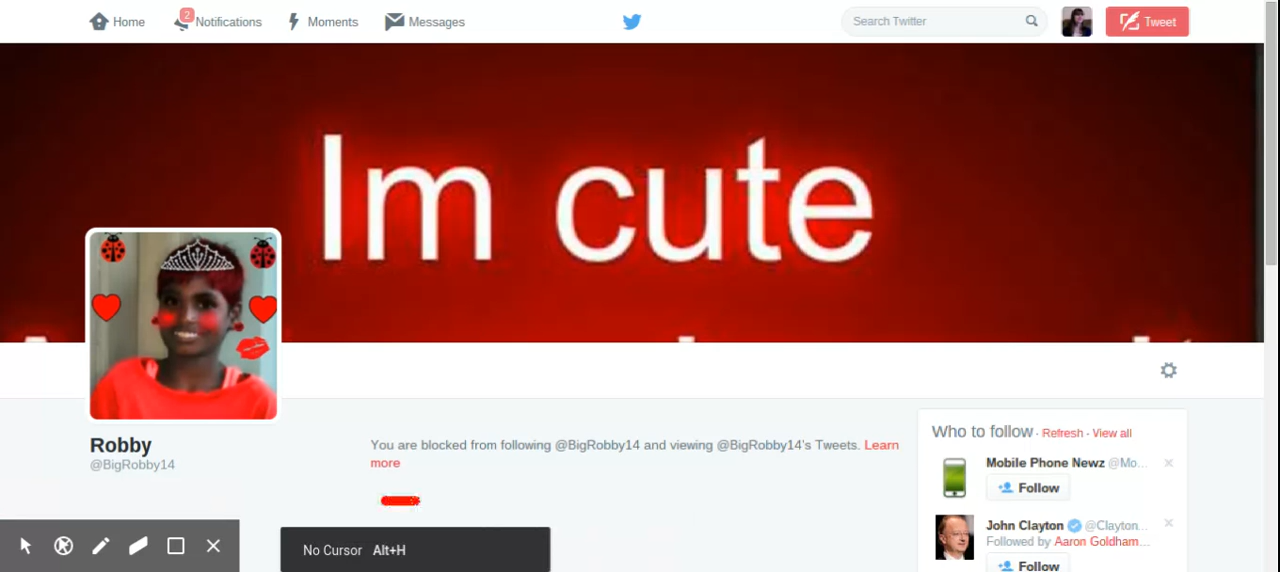 Home
2
Notifications
Moments
Messages
Search Twitter
Tweet
Im cute
Robby
@BigRobby14
You are blocked from following @BigRobby14 and viewing @BigRobby14's Tweets. Learn
more
Who to follow · Refresh · View all
Mobile Phone Newz @Mo...
Follow
John Clayton @Clayton...
Followed by Aaron Goldham...
Follow
No Cursor Alt+H